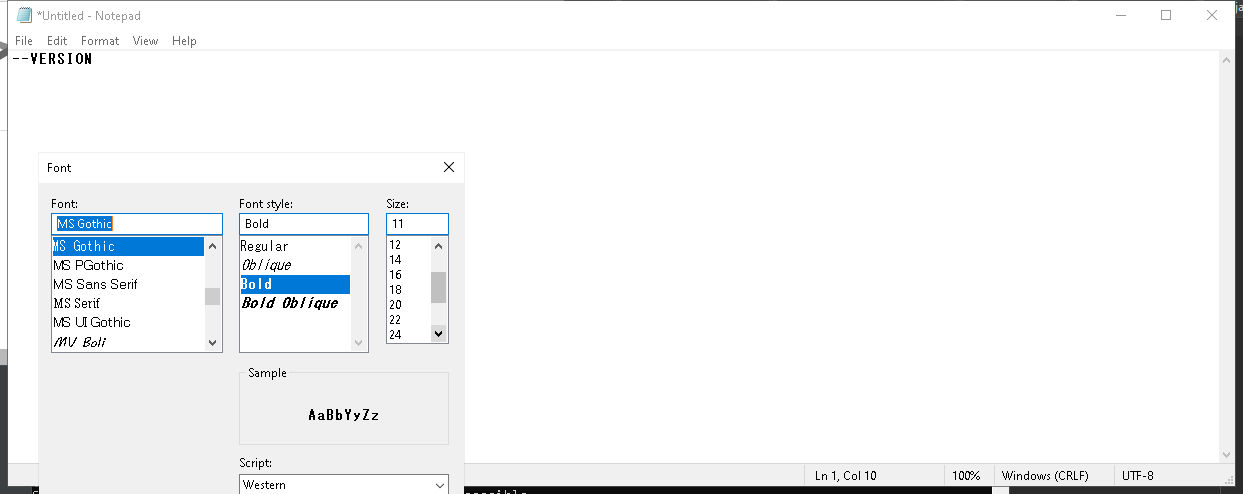 *Untitled - Notepad
File Edit Format View Help
--VERSION
Font
Font: Font style: Size:
MS Gothic Bold 11
MS Gothic Regular 12
MS PGothic Oblique 14
MS Sans Serif Bold 16
MS Serif Bold Oblique 18
MS UI Gothic 20
MV Boli 22
24
Sample
AaBbYyZz
Script:
Western
Ln 1, Col 10 100% Windows (CRLF) UTF-8